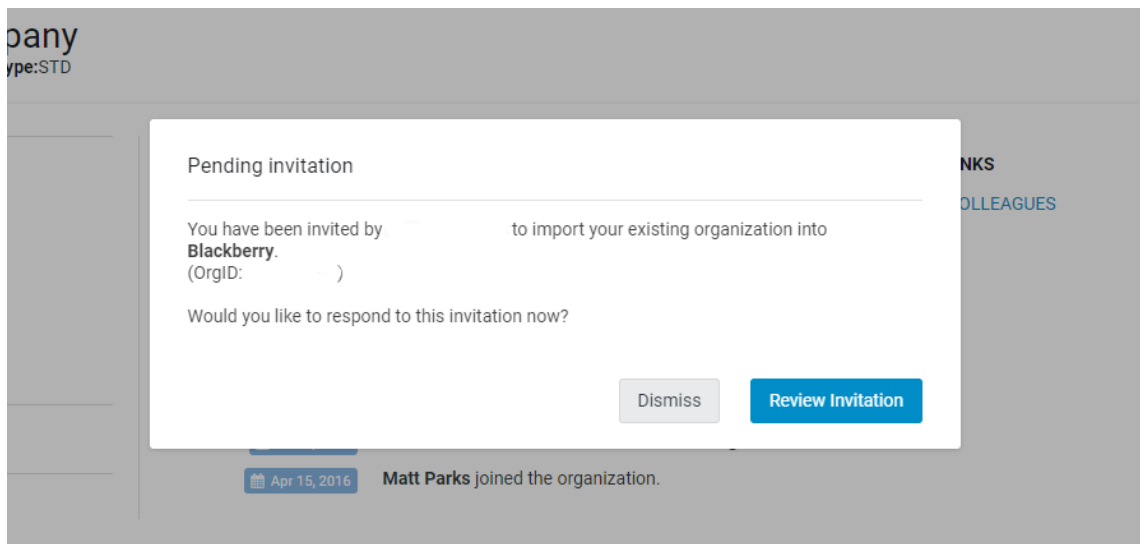 pany
ype:STD
Pending invitation
NKS
OLLEAGUES
You have been invited by to import your existing organization into
Blackberry.
(OrgID: )
Would you like to respond to this invitation now?
Dismiss
Review Invitation
Apr 15, 2016 Matt Parks joined the organization.